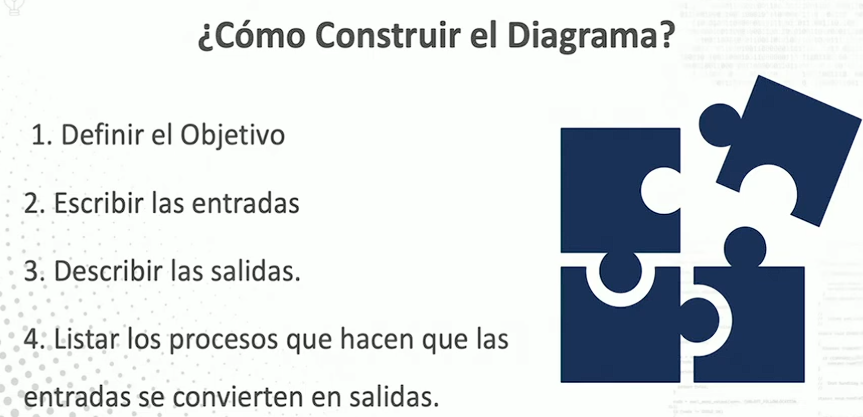 ¿Cómo Construir el Diagrama?
1. Definir el Objetivo
2. Escribir las entradas
3. Describir las salidas.
4. Listar los procesos que hacen que las
entradas se convierten en salidas.